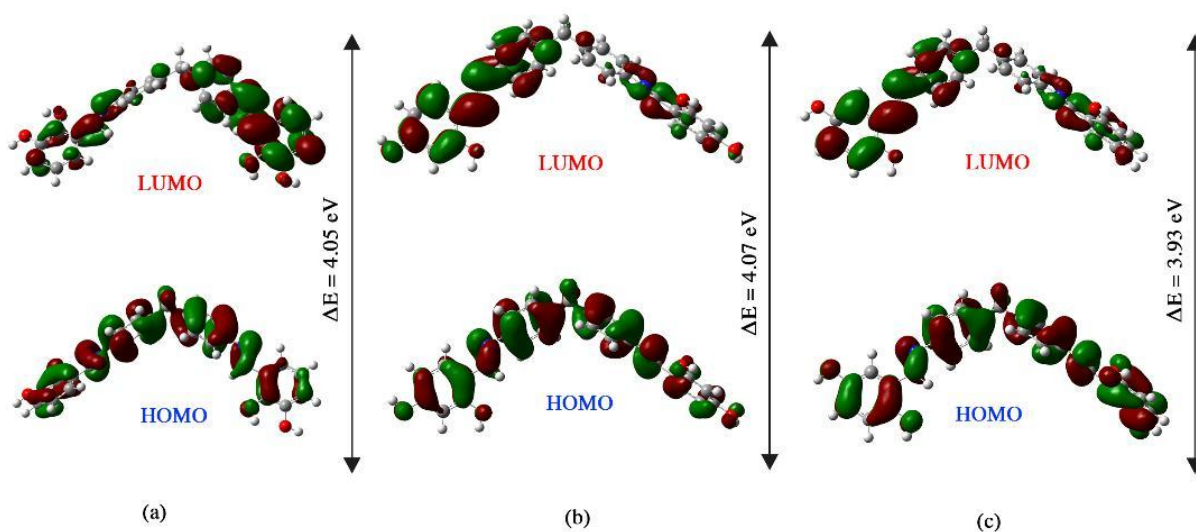 LUMO
HOMO
ΔE = 4.05 eV
(a)
LUMO
HOMO
ΔE = 4.07 eV
(b)
LUMO
HOMO
ΔE = 3.93 eV
(c)